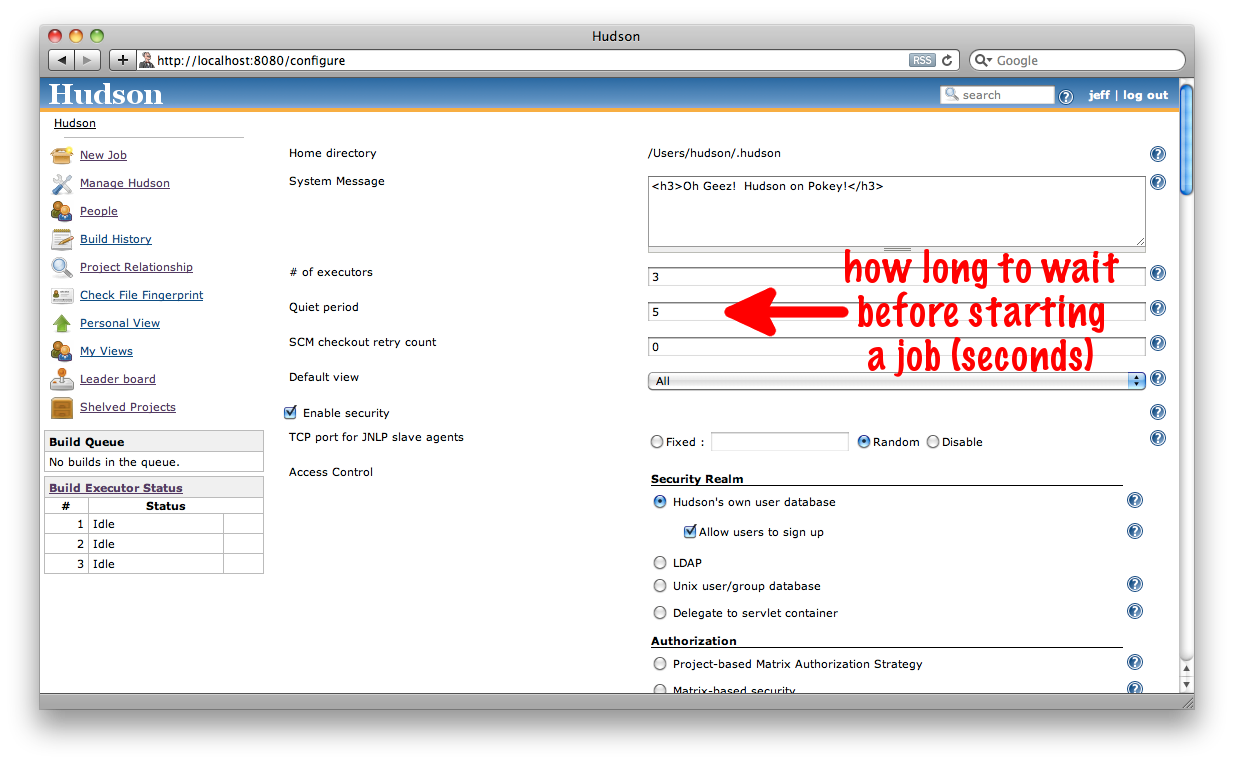 Hudson
http://localhost:8080/configure
RSS
Google
Hudson
search
jeff | log out
Hudson
New Job
Manage Hudson
People
Build History
Project Relationship
Check File Fingerprint
Personal View
My Views
Leader board
Shelved Projects
Build Queue
No builds in the queue.
Build Executor Status
# Status
1 Idle
2 Idle
3 Idle
Home directory
/Users/hudson/.hudson
System Message
<h3>Oh Geez!  Hudson on Pokey!</h3>
# of executors
3
Quiet period
5
how long to wait
before starting
a job (seconds)
SCM checkout retry count
0
Default view
All
Enable security
TCP port for JNLP slave agents
Fixed : Random Disable
Access Control
Security Realm
Hudson's own user database
Allow users to sign up
LDAP
Unix user/group database
Delegate to servlet container
Authorization
Project-based Matrix Authorization Strategy
Matrix-based security